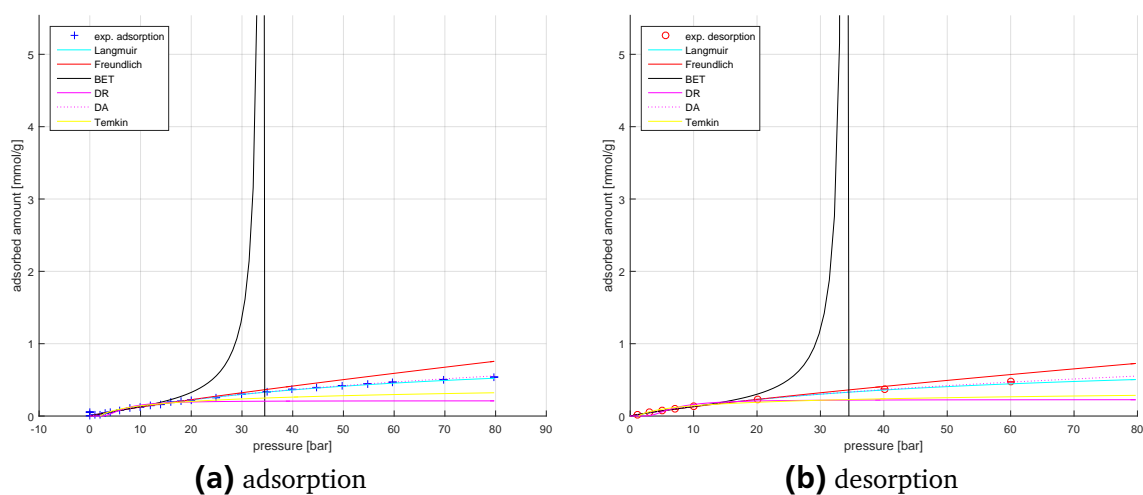 exp. adsorption
Langmuir
Freundlich
BET
DR
DA
Temkin
adsorbed amount [mmol/g]
5
4
3
2
1
0
-10 0 10 20 30 40 50 60 70 80 90
pressure [bar]
(a) adsorption
exp. desorption
Langmuir
Freundlich
BET
DR
DA
Temkin
adsorbed amount [mmol/g]
5
4
3
2
1
0
0 10 20 30 40 50 60 70 80
pressure [bar]
(b) desorption